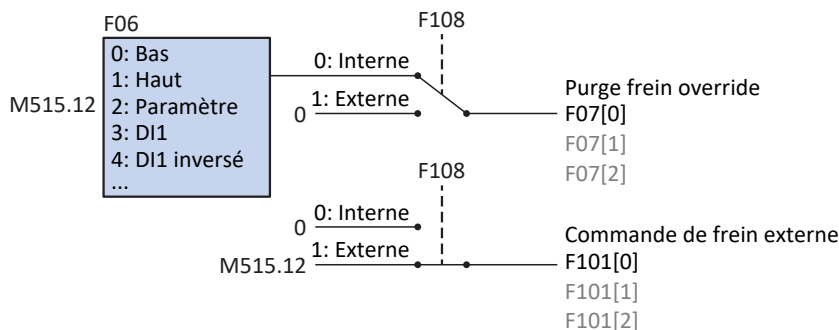 F06
F108
0: Bas
1: Haut
2: Paramètre
3: DI1
4: DI1 inversé
...
M515.12
0: Interne
1: Externe
0
Purge frein override
F07[0]
F07[1]
F07[2]
F108
0: Interne
0
1: Externe
M515.12
Commande de frein externe
F101[0]
F101[1]
F101[2]